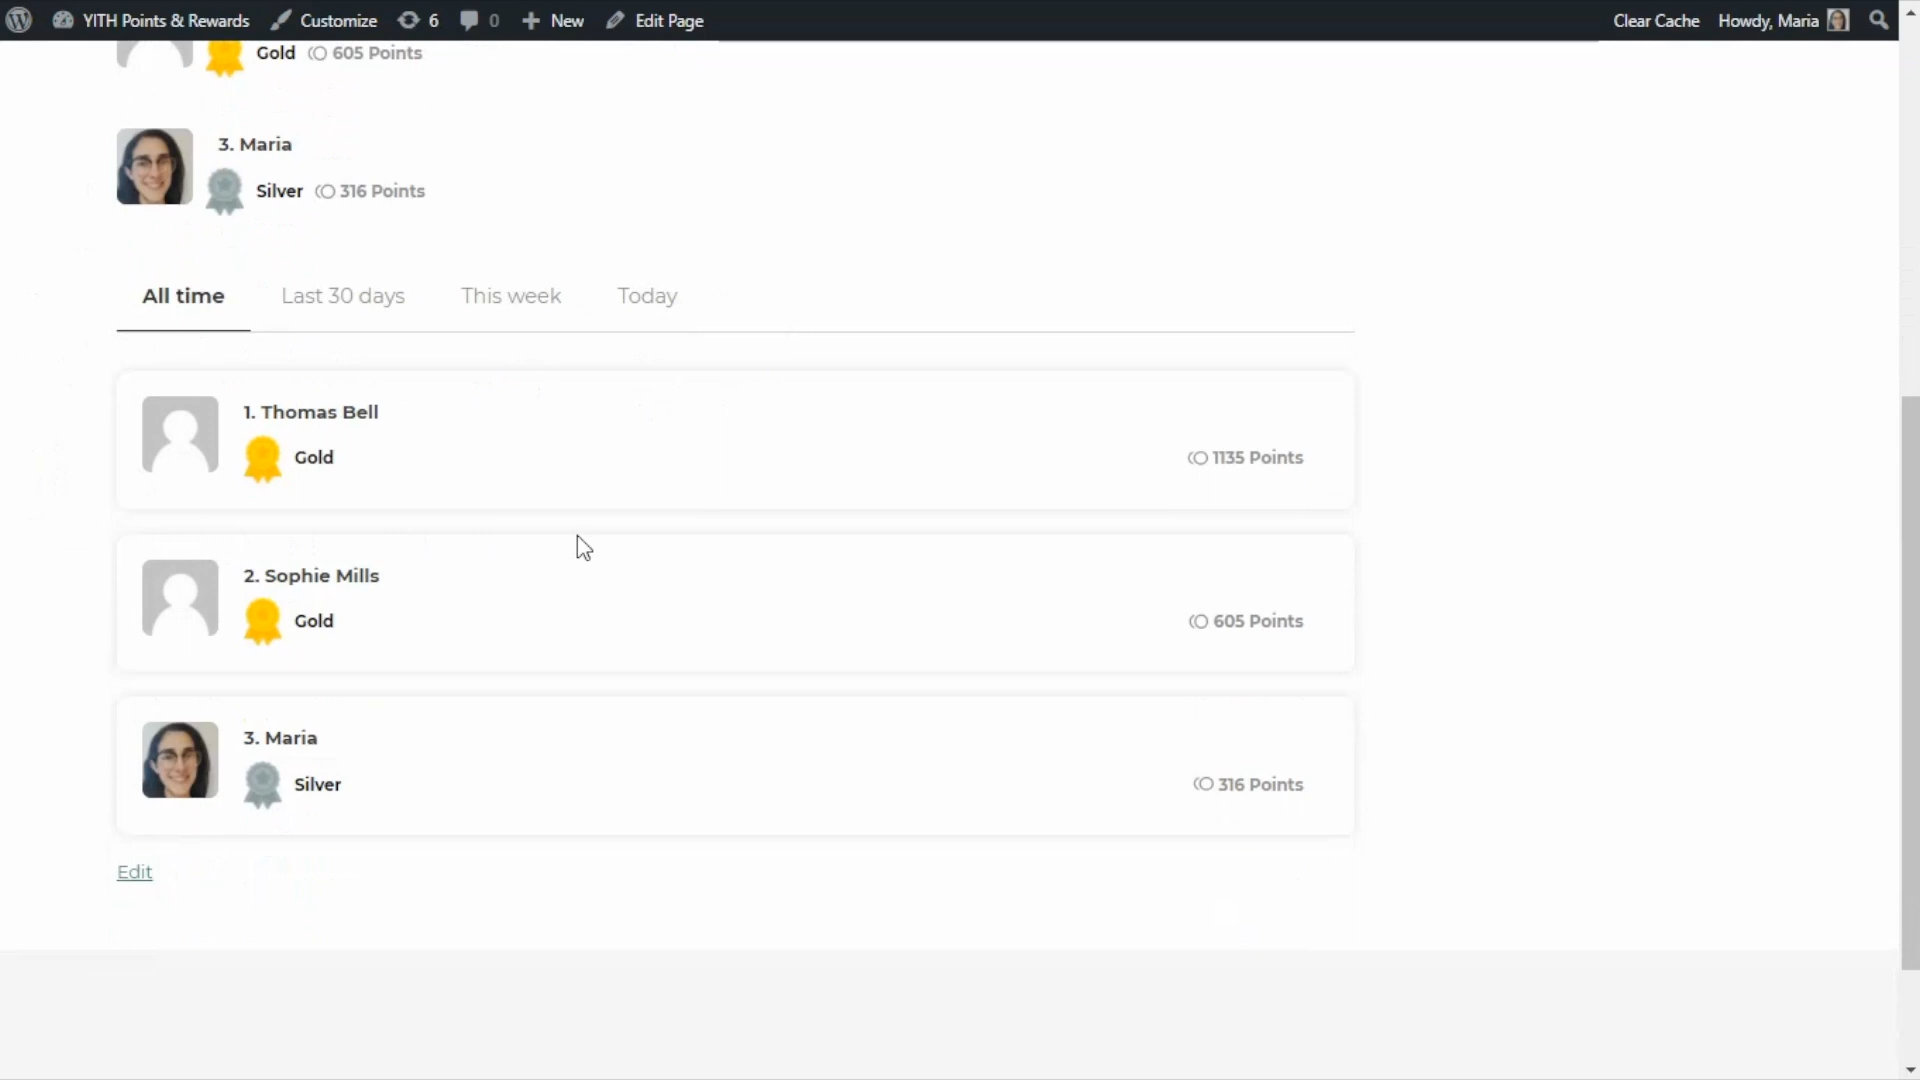 YITH Points & Rewards Customize 6 0 New Edit Page Clear Cache Howdy, Maria
Gold 605 Points
3. Maria
Silver 316 Points
All time Last 30 days This week Today
1. Thomas Bell
Gold 1135 Points
2. Sophie Mills
Gold 605 Points
3. Maria
Silver 316 Points
Edit